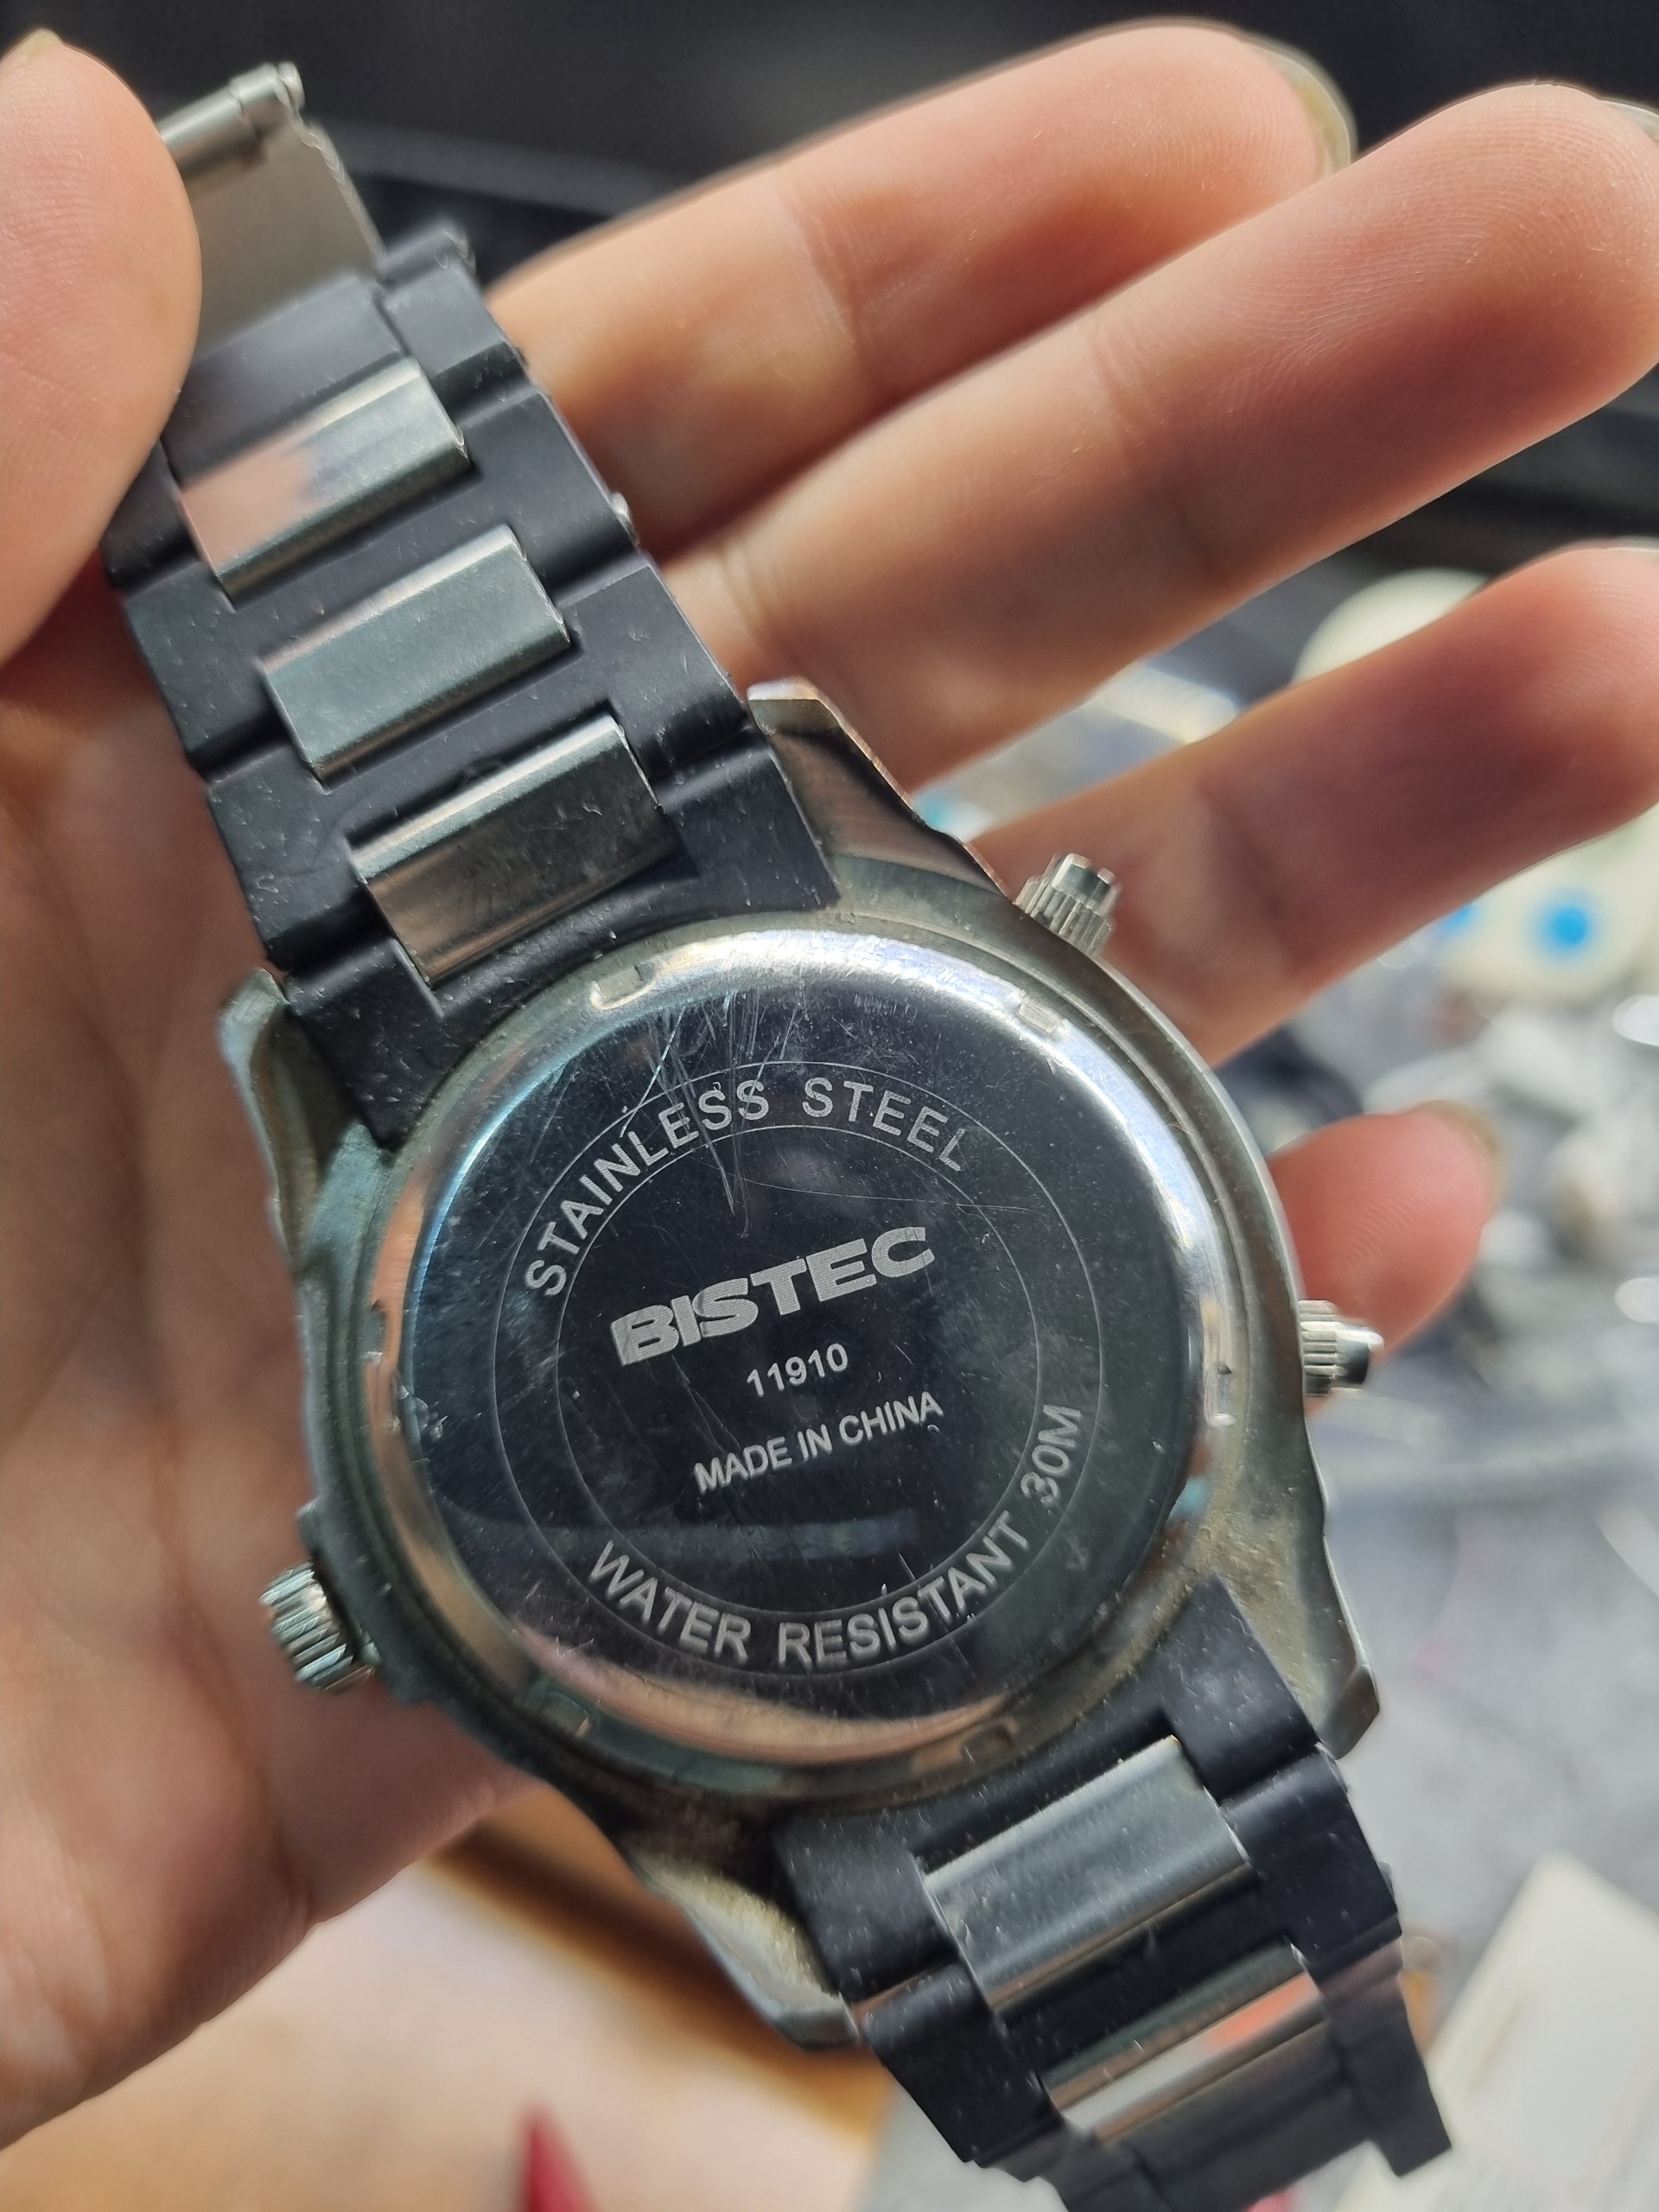 STAINLESS STEEL
BISTEC
11910
MADE IN CHINA
WATER RESISTANT 30M